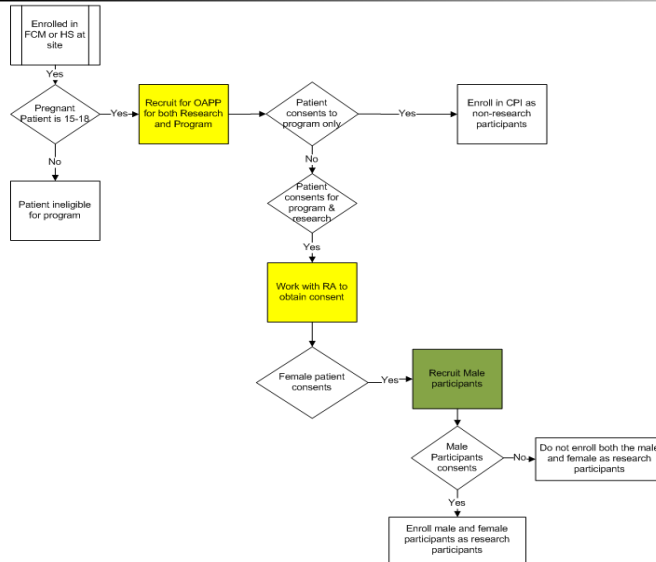 Enrolled in
FCM or HS at
site
Yes
Pregnant
Patient is 15-18
Yes
Recruit for OAPP
for both Research
and Program
Patient
consents to
program only
Yes
Enroll in CPI as
non-research
participants
No
Patient ineligible
for program
No
Patient
consents for
program &
research
Yes
Work with RA to
obtain consent
Female patient
consents
Yes
Recruit Male
participants
Male
Participants
consents
No
Do not enroll both the male
and female as research
participants
Yes
Enroll male and female
participants as research
participants